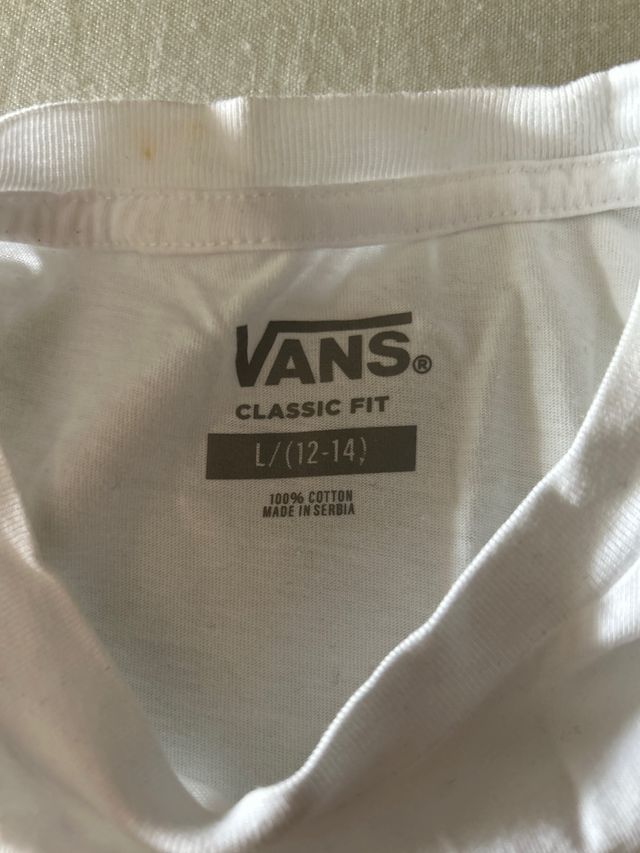 VANS®
CLASSIC FIT
L/(12-14)
100% COTTON
MADE IN SERBIA